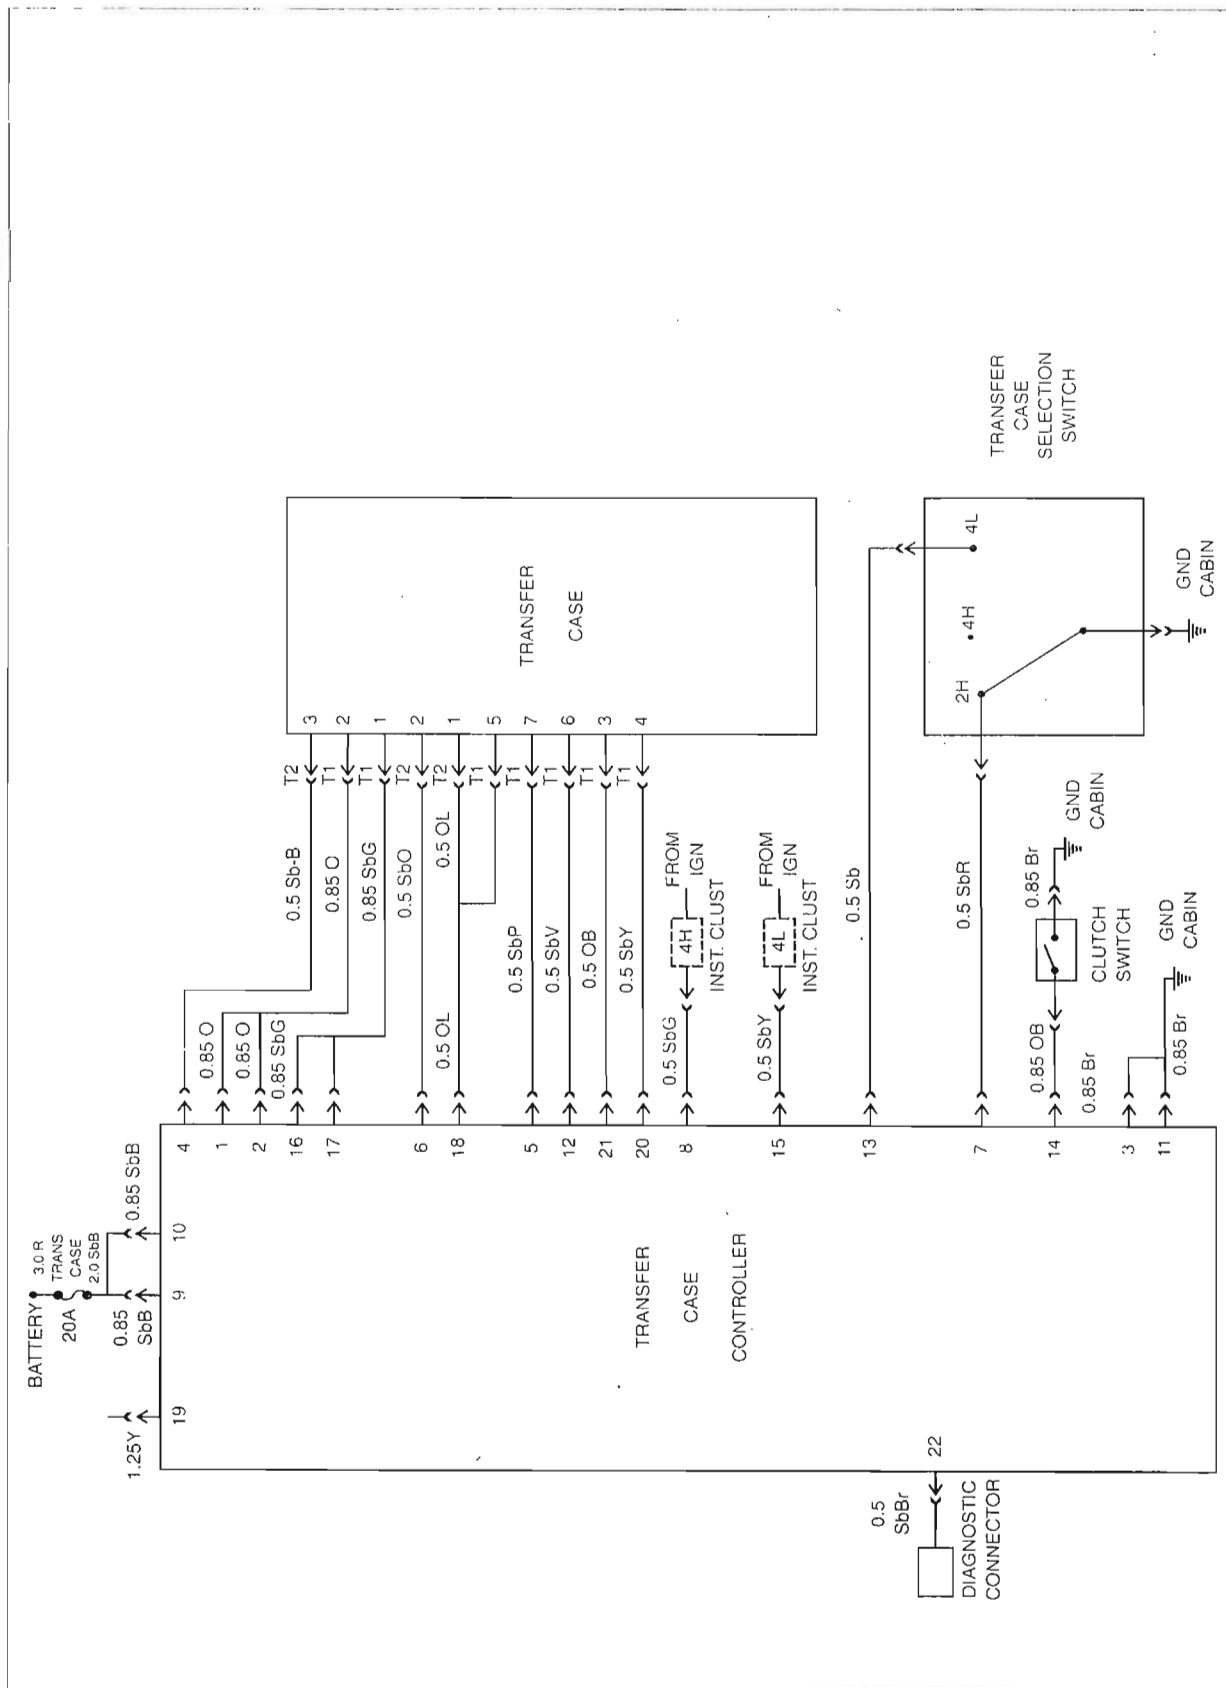 BATTERY
3.0 R
TRANS
CASE
2.0 SbB
20A
0.85
SbB
0.85 SbB
1.25Y
19
9
10
4
1
2
16
17
6
18
5
12
21
20
8
15
13
7
14
3
11
22
TRANSFER
CASE
CONTROLLER
0.5
SbBr
DIAGNOSTIC
CONNECTOR
0.85 O
0.85 O
0.85 SbG
0.5 OL
0.5 Sb-B
0.85 O
0.85 SbG
0.5 SbO
0.5 OL
0.5 SbP
0.5 SbV
0.5 OB
0.5 SbY
T2
T1
T1
T2
T2
T1
T1
T1
T1
T1
3
2
1
2
1
5
7
6
3
4
TRANSFER
CASE
0.5 SbG
4H
FROM
IGN
INST. CLUST
0.5 SbY
4L
FROM
IGN
INST. CLUST
0.5 Sb
0.5 SbR
2H
4H
4L
TRANSFER
CASE
SELECTION
SWITCH
GND
CABIN
0.85 OB
0.85 Br
CLUTCH
SWITCH
GND
CABIN
0.85 Br
0.85 Br
GND
CABIN